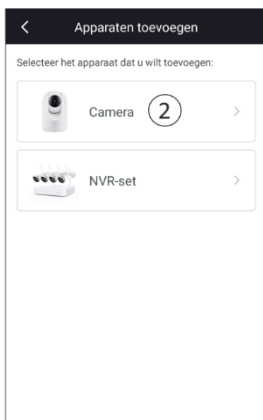 Apparaten toevoegen
Selecteer het apparaat dat u wilt toevoegen:
Camera 2
NVR-set